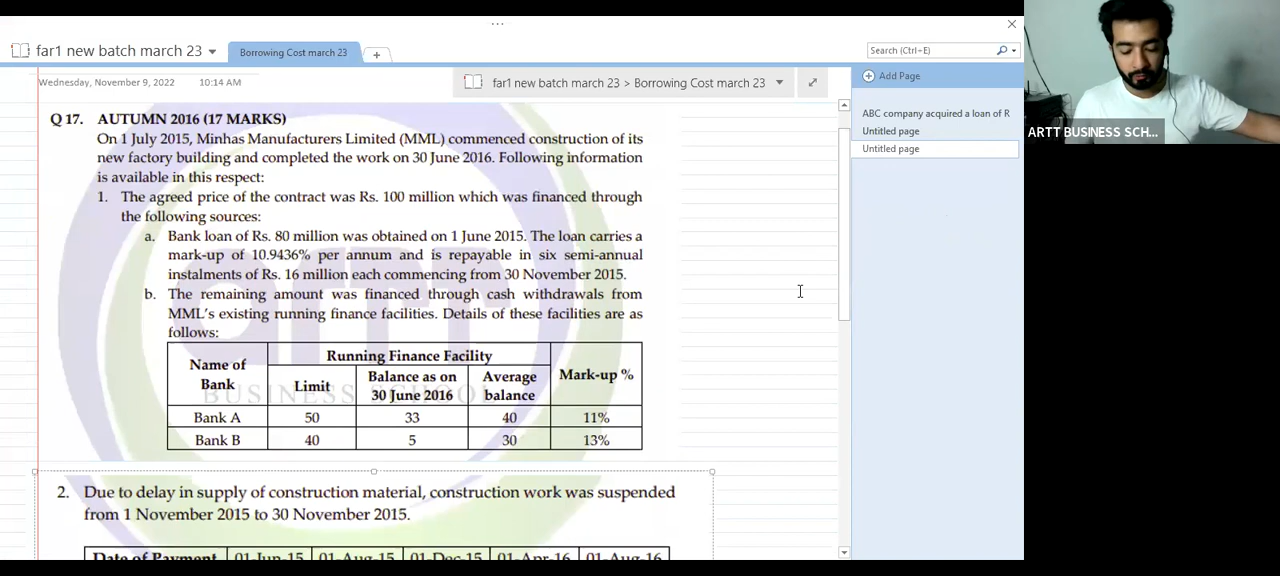 far1 new batch march 23
Borrowing Cost march 23
Search (Ctrl+E)
Wednesday, November 9, 2022 10:14 AM
far1 new batch march 23 > Borrowing Cost march 23
Add Page
ABC company acquired a loan of R
Untitled page
Untitled page
ARTT BUSINESS SCH...
Q 17. AUTUMN 2016 (17 MARKS)
On 1 July 2015, Minhas Manufacturers Limited (MML) commenced construction of its
new factory building and completed the work on 30 June 2016. Following information
is available in this respect:
1. The agreed price of the contract was Rs. 100 million which was financed through
the following sources:
a. Bank loan of Rs. 80 million was obtained on 1 June 2015. The loan carries a
mark-up of 10.9436% per annum and is repayable in six semi-annual
instalments of Rs. 16 million each commencing from 30 November 2015.
b. The remaining amount was financed through cash withdrawals from
MML's existing running finance facilities. Details of these facilities are as
follows:
Name of Bank Running Finance Facility Mark-up %
Limit Balance as on 30 June 2016 Average balance
Bank A 50 33 40 11%
Bank B 40 5 30 13%
artt
BUSINESS SCHOOL
2. Due to delay in supply of construction material, construction work was suspended
from 1 November 2015 to 30 November 2015.
Date of Payment 01-Jun-15 01-Aug-15 01-Dec-15 01-Apr-16 01-Aug-16